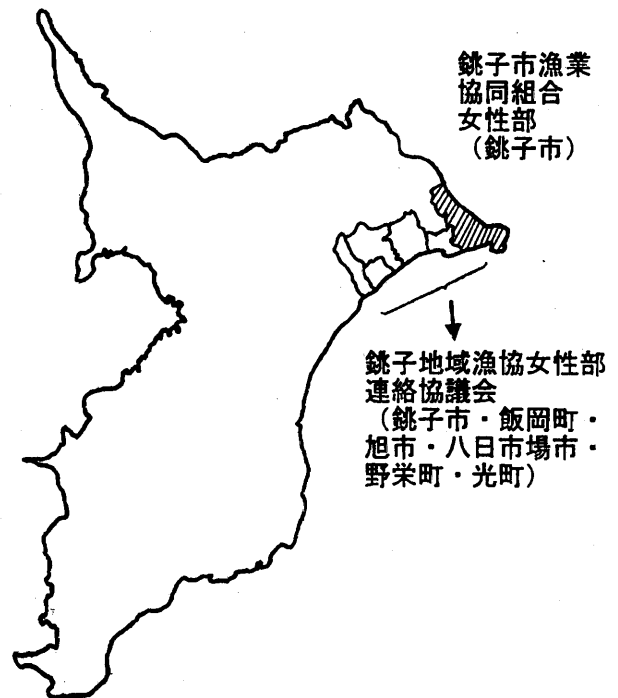 銚子市漁業
協同組合
女性部
（銚子市）
銚子地域漁協女性部
連絡協議会
（銚子市・飯岡町・
旭市・八日市場市・
野栄町・光町）